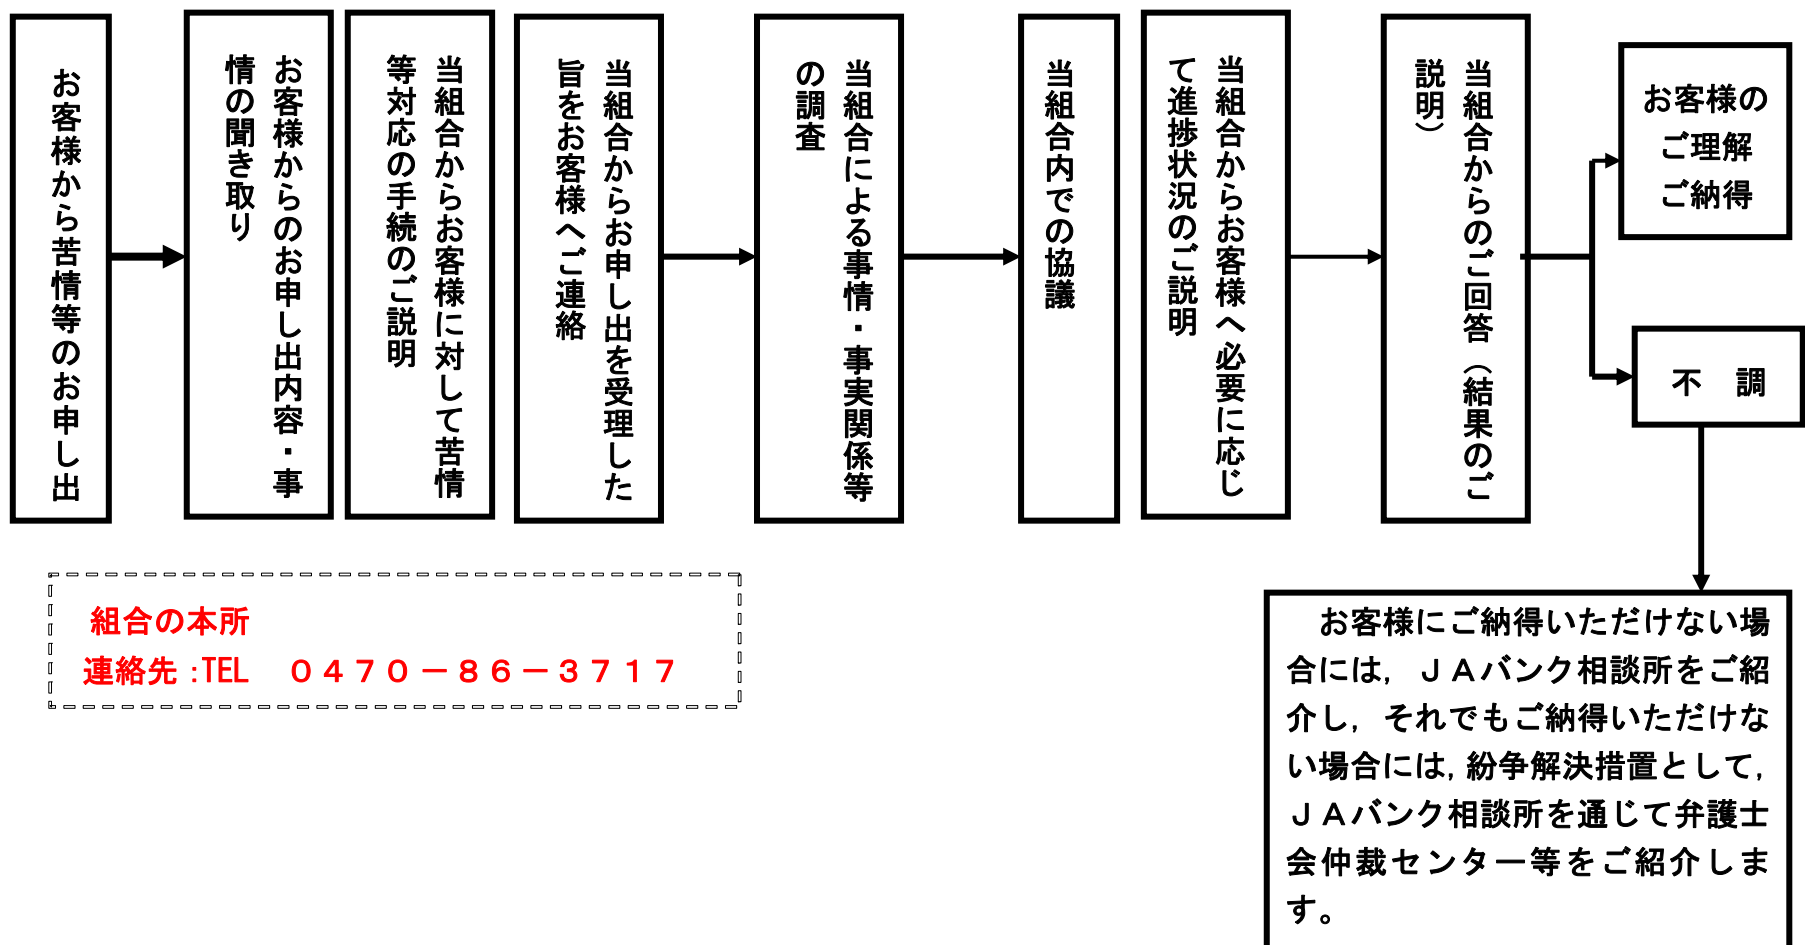 お客様から苦情等のお申し出
お客様からのお申し出内容・事
情の聞き取り
当組合からお客様に対して苦情
等対応の手続のご説明
当組合からお申し出を受理した
旨をお客様へご連絡
当組合による事情・事実関係等
の調査
当組合内での協議
当組合からお客様へ必要に応じ
て進捗状況のご説明
当組合からのご回答（結果のご
説明）
お客様の
ご理解
ご納得
不　調
お客様にご納得いただけない場
合には，ＪＡバンク相談所をご紹
介し，それでもご納得いただけな
い場合には，紛争解決措置として，
ＪＡバンク相談所を通じて弁護士
会仲裁センター等をご紹介しま
す。
組合の本所
連絡先：TEL　０４７０－８６－３７１７